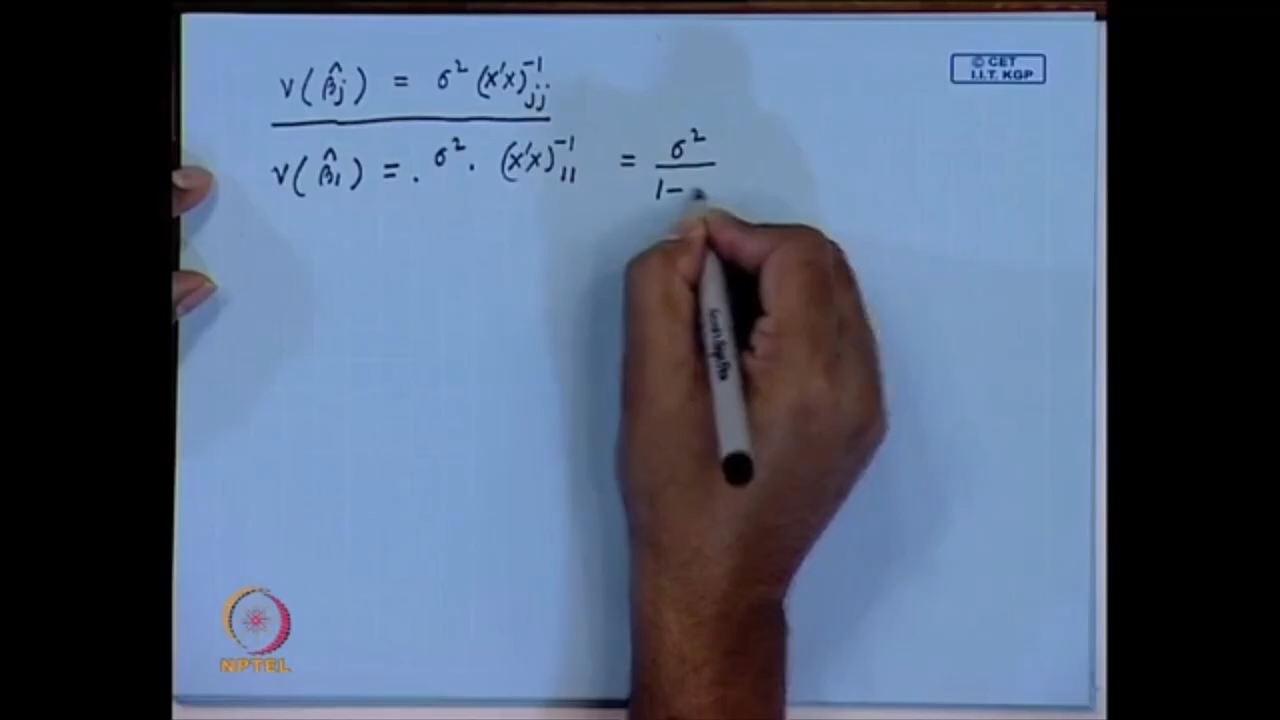 V(β̂j) = σ² (X'X)⁻¹jj
© CET
I.I.T. KGP
V(β̂1) = . σ² . (X'X)⁻¹11 = σ² / 1-
NPTEL